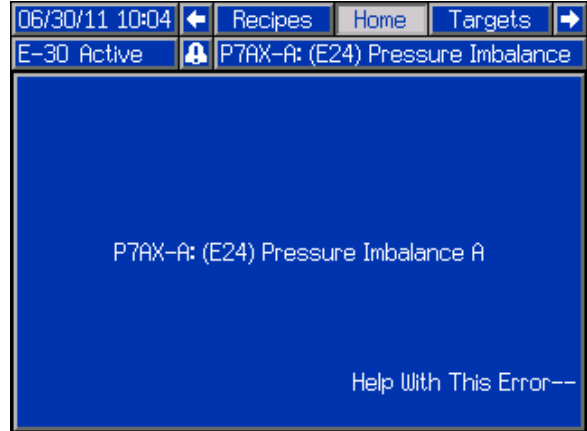 06/30/11 10:04 Recipes Home Targets
E-30 Active P7AX-A: (E24) Pressure Imbalance
P7AX-A: (E24) Pressure Imbalance A
Help With This Error--